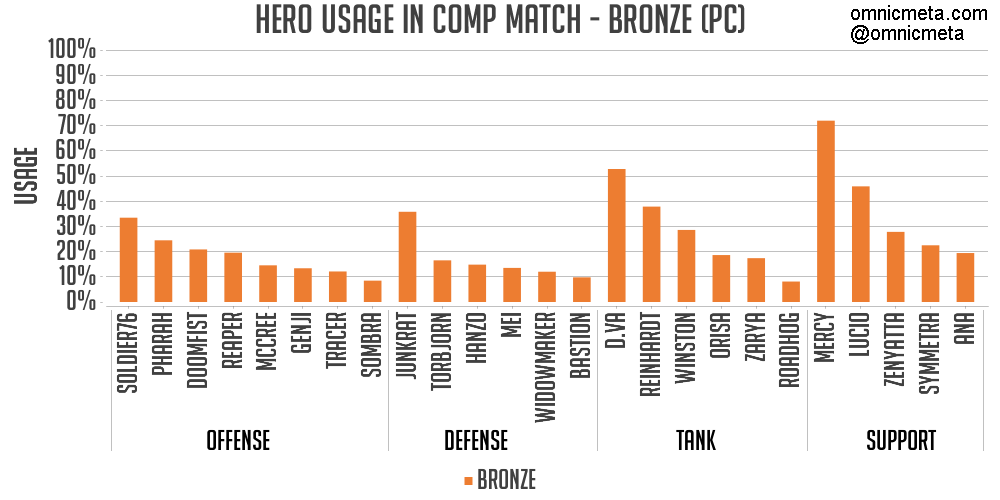 HERO USAGE IN COMP MATCH - BRONZE (PC)
omnicmeta.com
@omnicmeta
USAGE
100%
90%
80%
70%
60%
50%
40%
30%
20%
10%
0%
SOLDIER76
PHARAH
DOOMFIST
REAPER
MCCREE
GENJI
TRACER
SOMBRA
JUNKRAT
TORBJORN
HANZO
MEI
WIDOWMAKER
BASTION
D.VA
REINHARDT
WINSTON
ORISA
ZARYA
ROADHOG
MERCY
LUCIO
ZENYATTA
SYMMETRA
ANA
OFFENSE
DEFENSE
TANK
SUPPORT
BRONZE